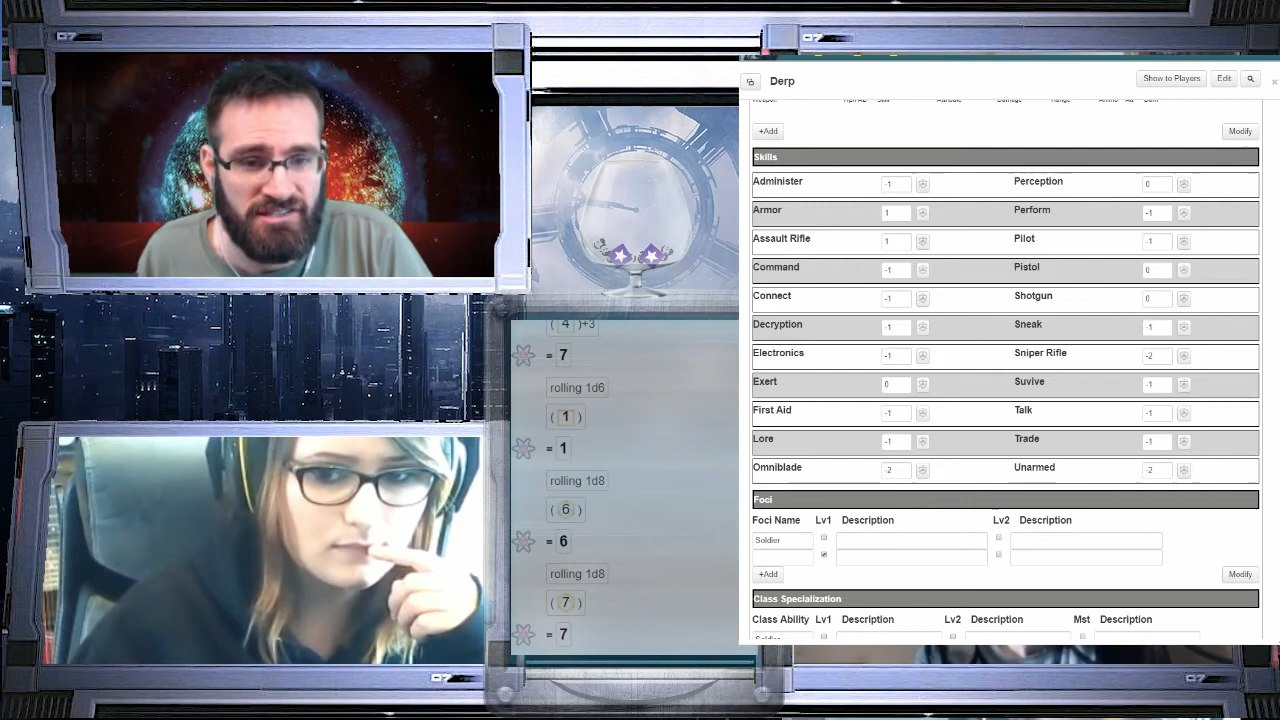 07
07
Derp
Show to Players
Edit
+Add
Modify
Skills
Administer -1 Perception 0
Armor 1 Perform -1
Assault Rifle 1 Pilot -1
Command -1 Pistol 0
Connect -1 Shotgun 0
Decryption -1 Sneak -1
Electronics -1 Sniper Rifle -2
Exert 0 Suvive -1
First Aid -1 Talk -1
Lore -1 Trade -1
Omniblade -2 Unarmed -2
Foci
Foci Name Lv1 Description Lv2 Description
Soldier
+Add
Modify
Class Specialization
Class Ability Lv1 Description Lv2 Description Mst Description
( 4 )+3
= 7
rolling 1d6
( 1 )
= 1
rolling 1d8
( 6 )
= 6
rolling 1d8
( 7 )
= 7
07
07